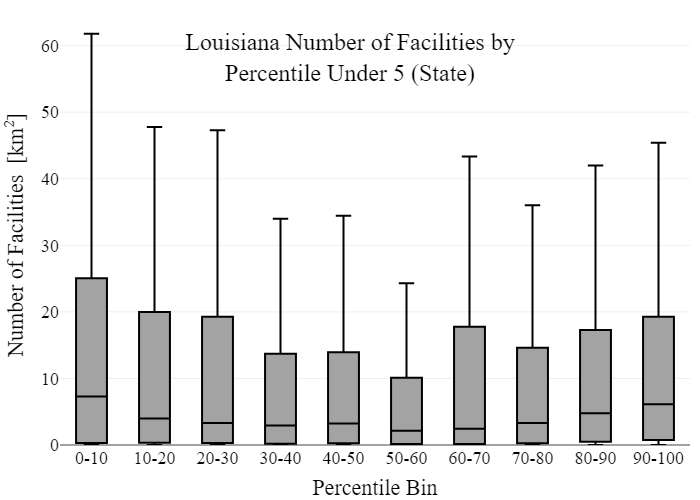 Louisiana Number of Facilities by
Percentile Under 5 (State)
Number of Facilities [km²]
60
50
40
30
20
10
0
0-10 10-20 20-30 30-40 40-50 50-60 60-70 70-80 80-90 90-100
Percentile Bin